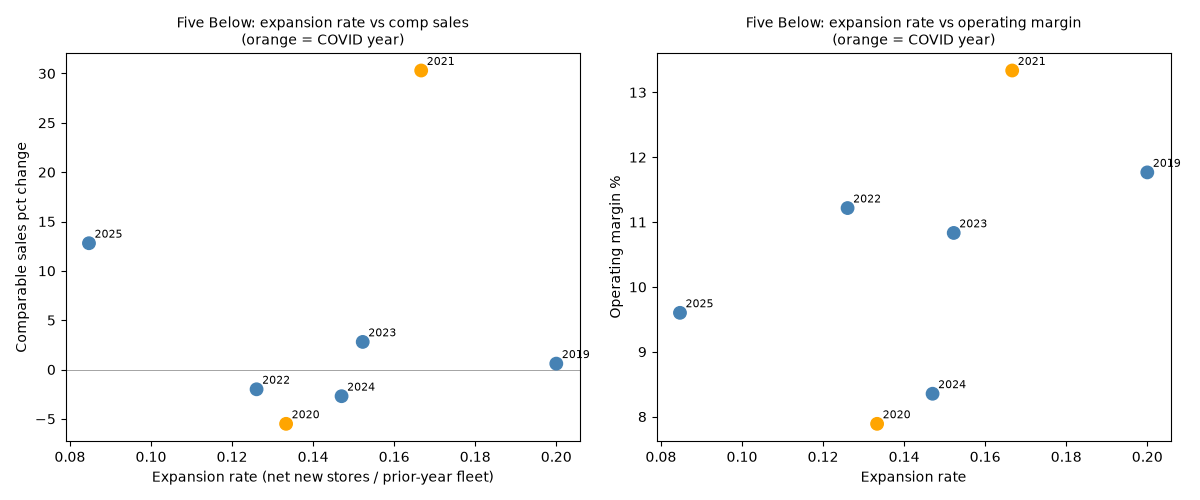 Five Below: expansion rate vs comp sales
(orange = COVID year)
Comparable sales pct change
30
25
20
15
10
5
0
−5
2021
2025
2023
2019
2022
2024
2020
0.08 0.10 0.12 0.14 0.16 0.18 0.20
Expansion rate (net new stores / prior-year fleet)
Five Below: expansion rate vs operating margin
(orange = COVID year)
Operating margin %
13
12
11
10
9
8
2021
2019
2022
2023
2025
2024
2020
0.08 0.10 0.12 0.14 0.16 0.18 0.20
Expansion rate